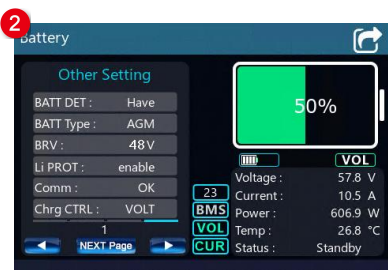 2
Battery
Other Setting
BATT DET : Have
BATT Type : AGM
BRV : 48 V
Li PROT : enable
Comm : OK
Chrg CTRL : VOLT
1
NEXT Page
50%
VOL
23
BMS
VOL
CUR
Voltage : 57.8 V
Current : 10.5 A
Power : 606.9 W
Temp : 26.8 °C
Status : Standby